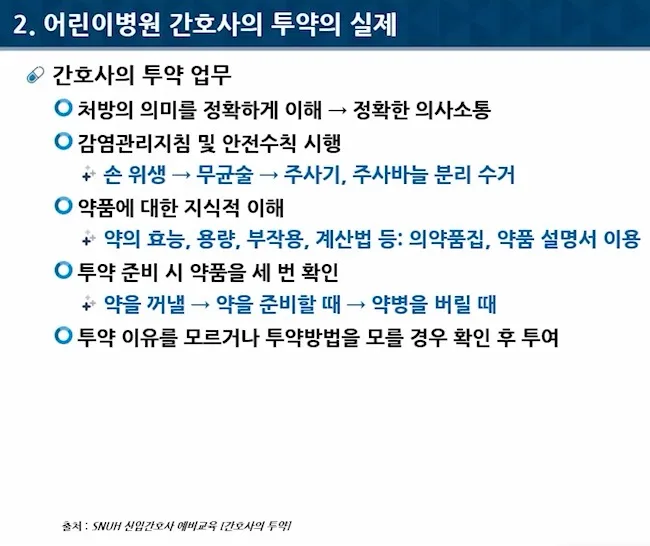 2. 어린이병원 간호사의 투약의 실제
간호사의 투약 업무
처방의 의미를 정확하게 이해 → 정확한 의사소통
감염관리지침 및 안전수칙 시행
손 위생 → 무균술 → 주사기, 주사바늘 분리 수거
약품에 대한 지식적 이해
약의 효능, 용량, 부작용, 계산법 등: 의약품집, 약품 설명서 이용
투약 준비 시 약품을 세 번 확인
약을 꺼낼 → 약을 준비할 때 → 약병을 버릴 때
투약 이유를 모르거나 투약방법을 모를 경우 확인 후 투여
출처 : SNUH 신입간호사 예비교육 [간호사의 투약]